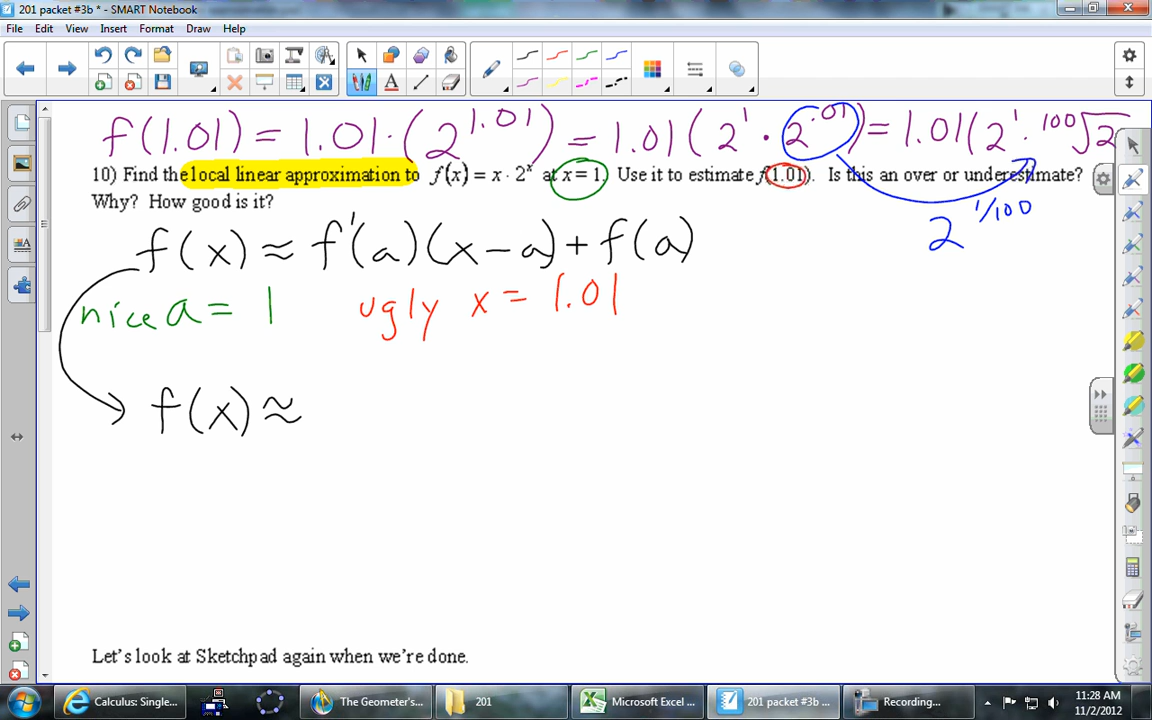 201 packet #3b * - SMART Notebook
File Edit View Insert Format Draw Help
f(1.01) = 1.01·(2^1.01) = 1.01(2^1 · 2^.01) = 1.01(2^1 · ^100√2
10) Find the local linear approximation to f(x) = x · 2^x at x = 1. Use it to estimate f(1.01). Is this an over or underestimate?
Why? How good is it?
2^1/100
f(x) ≈ f'(a)(x-a)+f(a)
nice a = 1 ugly x = 1.01
f(x) ≈
Let's look at Sketchpad again when we're done.
Calculus: Single... The Geometer's... 201 Microsoft Excel ... 201 packet #3b ... Recording...
11:28 AM
11/2/2012